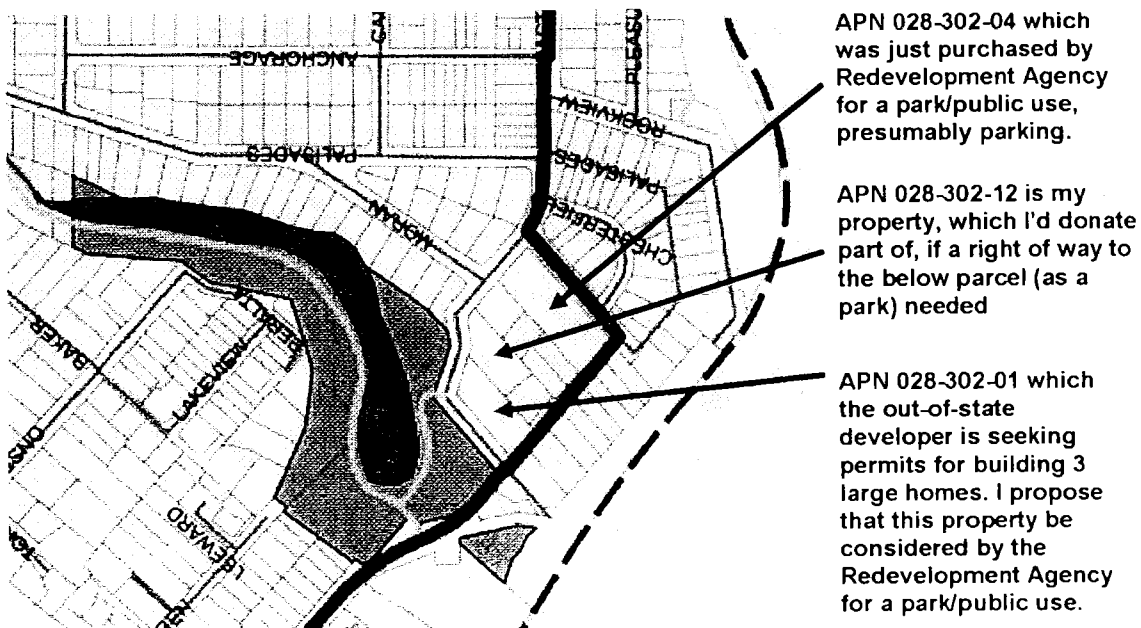 APN 028-302-04 which
was just purchased by
Redevelopment Agency
for a park/public use,
presumably parking.
APN 028-302-12 is my
property, which I'd donate
part of, if a right of way to
the below parcel (as a
park) needed
APN 028-302-01 which
the out-of-state
developer is seeking
permits for building 3
large homes. I propose
that this property be
considered by the
Redevelopment Agency
for a park/public use.
ANCHORAGE
PALISADES
MORAN
ROCKVIEW
PALISADES
BAKER
LAKEVIEW
LEEWARD